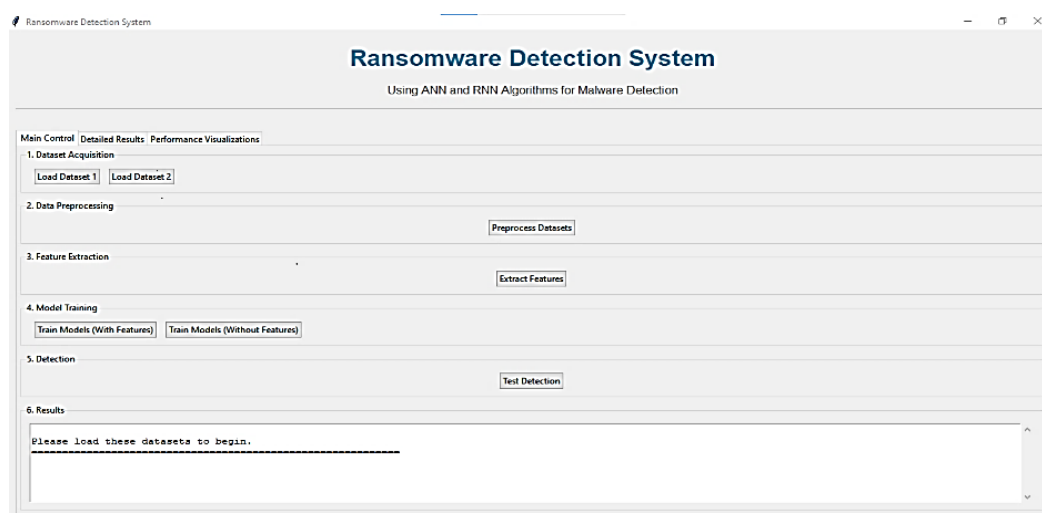 Ransomware Detection System
Ransomware Detection System
Using ANN and RNN Algorithms for Malware Detection
Main Control Detailed Results Performance Visualizations
1. Dataset Acquisition
Load Dataset 1 Load Dataset 2
2. Data Preprocessing
Preprocess Datasets
3. Feature Extraction
Extract Features
4. Model Training
Train Models (With Features) Train Models (Without Features)
5. Detection
Test Detection
6. Results
Please load these datasets to begin.